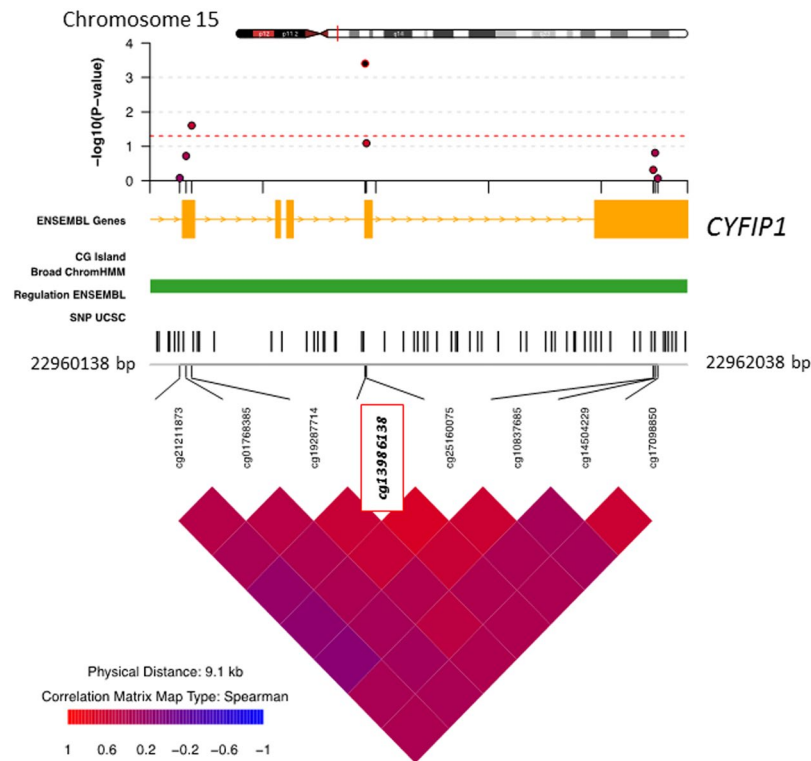 Chromosome 15
p12
p11.2
q14
4
3
2
1
0
-log10(P-value)
ENSEMBL Genes
CYFIP1
CG Island
Broad ChromHMM
Regulation ENSEMBL
SNP UCSC
22960138 bp
22962038 bp
cg21211873
cg01768385
cg19287714
cg13986138
cg25160075
cg10837685
cg14504229
cg17098850
Physical Distance: 9.1 kb
Correlation Matrix Map Type: Spearman
1 0.6 0.2 -0.2 -0.6 -1